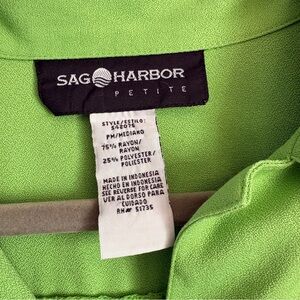 SAG HARBOR
PETITE
STYLE/ESTILO:
548076
PM/MEDIANO
75% RAYON/
RAYON
25% POLYESTER/
POLIESTER
MADE IN INDONESIA
HECHO EN INDONESIA
SEE REVERSE FOR CARE
VER AL DORSO PARA
CUIDADO
RN# 51735